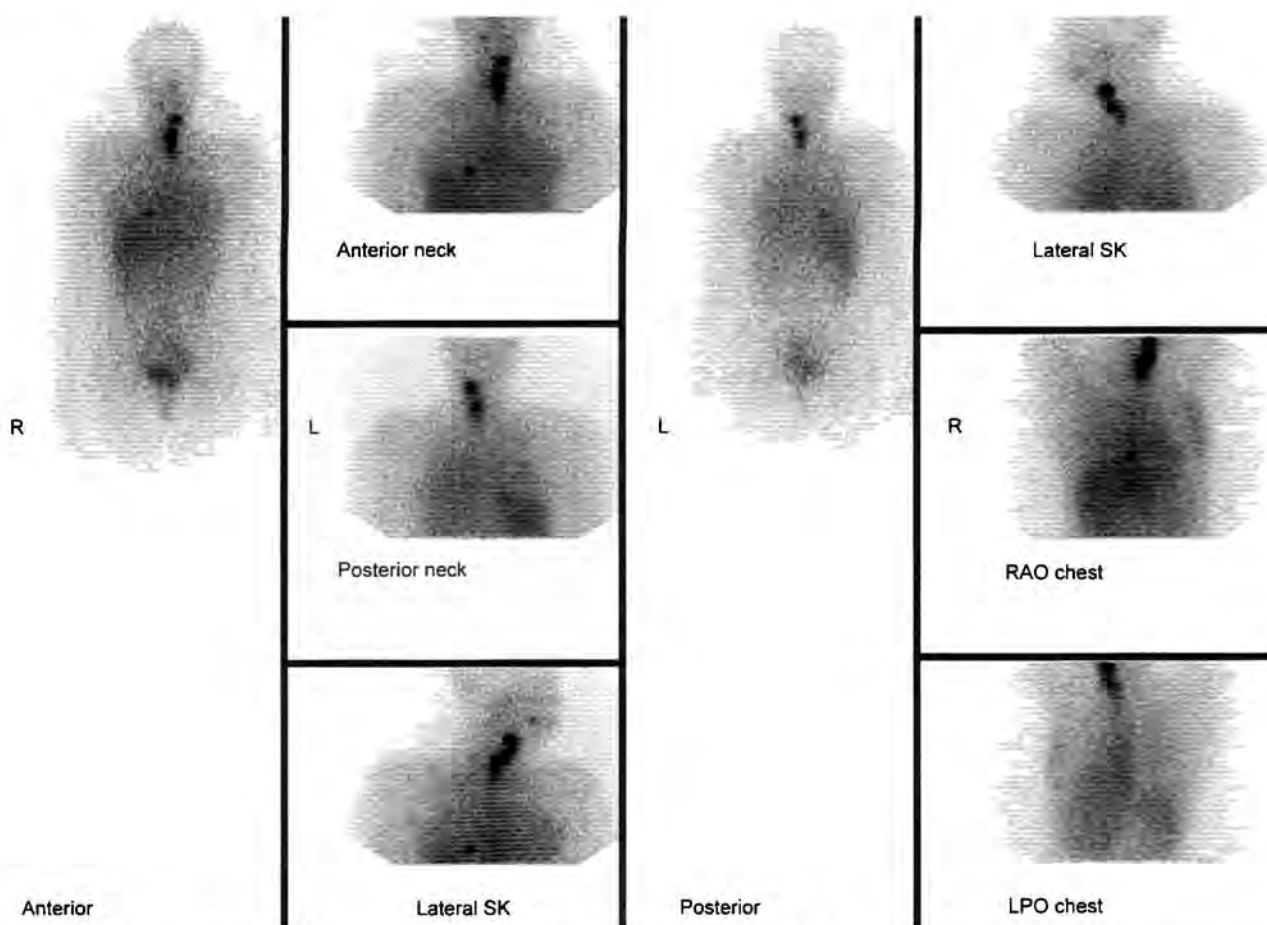 R
Anterior
Anterior neck
L
Posterior neck
Lateral SK
L
Posterior
Lateral SK
R
RAO chest
LPO chest